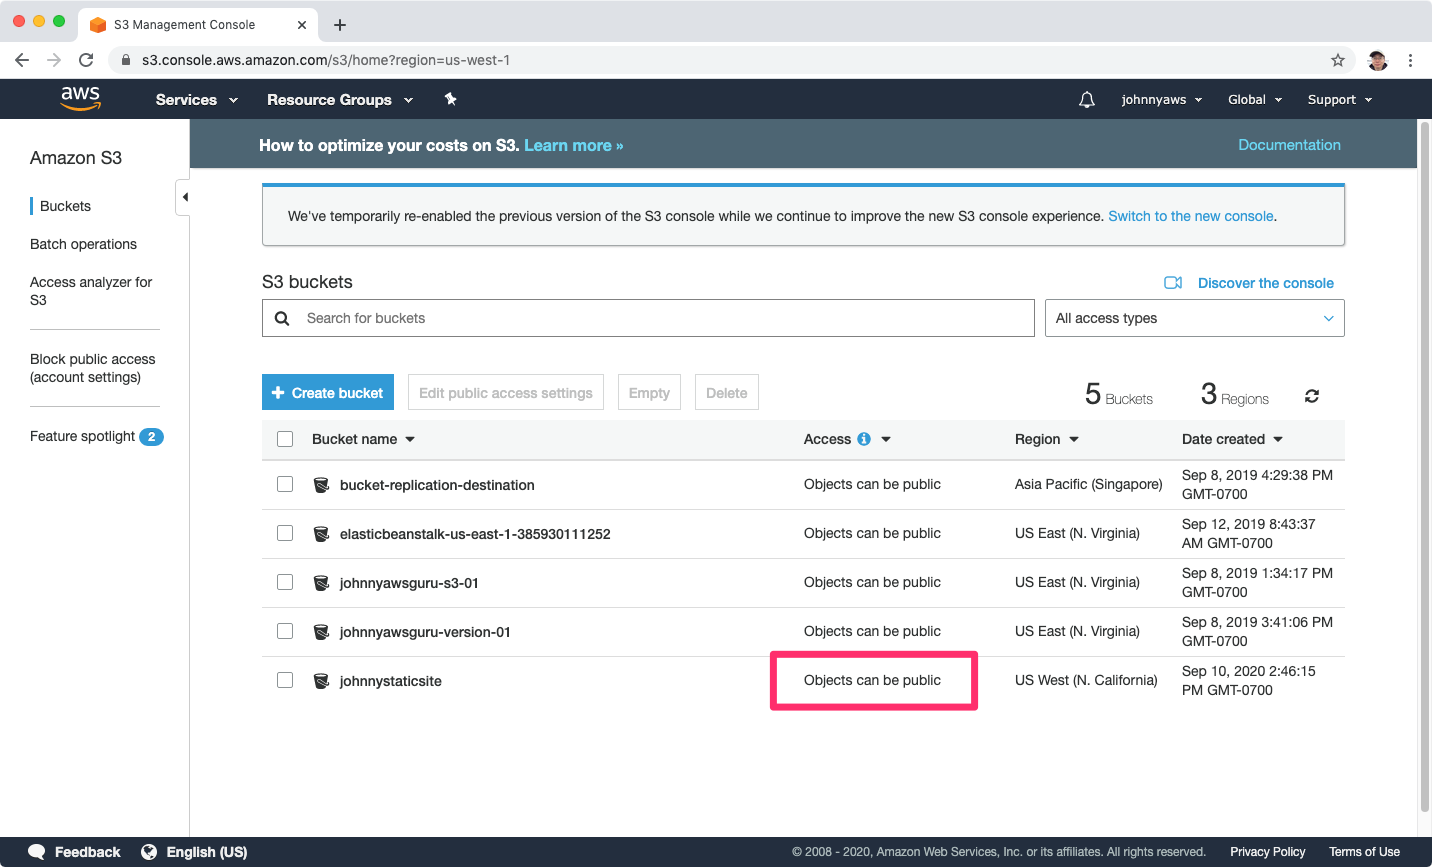 S3 Management Console
s3.console.aws.amazon.com/s3/home?region=us-west-1
aws
Services
Resource Groups
johnnyaws
Global
Support
Amazon S3
Buckets
Batch operations
Access analyzer for
S3
Block public access
(account settings)
Feature spotlight 2
How to optimize your costs on S3. Learn more »
Documentation
We've temporarily re-enabled the previous version of the S3 console while we continue to improve the new S3 console experience. Switch to the new console.
S3 buckets
Discover the console
Search for buckets
All access types
+ Create bucket
Edit public access settings
Empty
Delete
5 Buckets
3 Regions
Bucket name
Access
Region
Date created
bucket-replication-destination
Objects can be public
Asia Pacific (Singapore)
Sep 8, 2019 4:29:38 PM
GMT-0700
elasticbeanstalk-us-east-1-385930111252
Objects can be public
US East (N. Virginia)
Sep 12, 2019 8:43:37
AM GMT-0700
johnnyawsguru-s3-01
Objects can be public
US East (N. Virginia)
Sep 8, 2019 1:34:17 PM
GMT-0700
johnnyawsguru-version-01
Objects can be public
US East (N. Virginia)
Sep 8, 2019 3:41:06 PM
GMT-0700
johnnystaticsite
Objects can be public
US West (N. California)
Sep 10, 2020 2:46:15
PM GMT-0700
Feedback
English (US)
© 2008 - 2020, Amazon Web Services, Inc. or its affiliates. All rights reserved.
Privacy Policy
Terms of Use